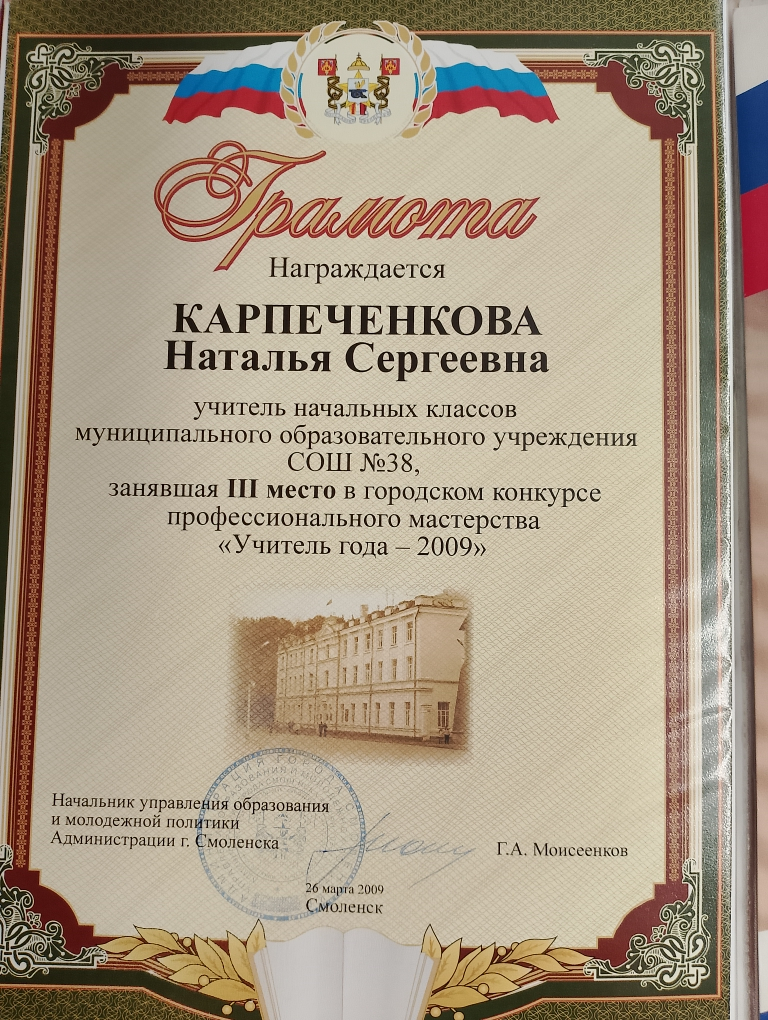 Грамота
Награждается
КАРПЕЧЕНКОВА
Наталья Сергеевна
учитель начальных классов
муниципального образовательного учреждения
СОШ №38,
занявшая III место в городском конкурсе
профессионального мастерства
«Учитель года – 2009»
Начальник управления образования
и молодежной политики
Администрации г. Смоленска
Г.А. Моисеенков
26 марта 2009
Смоленск